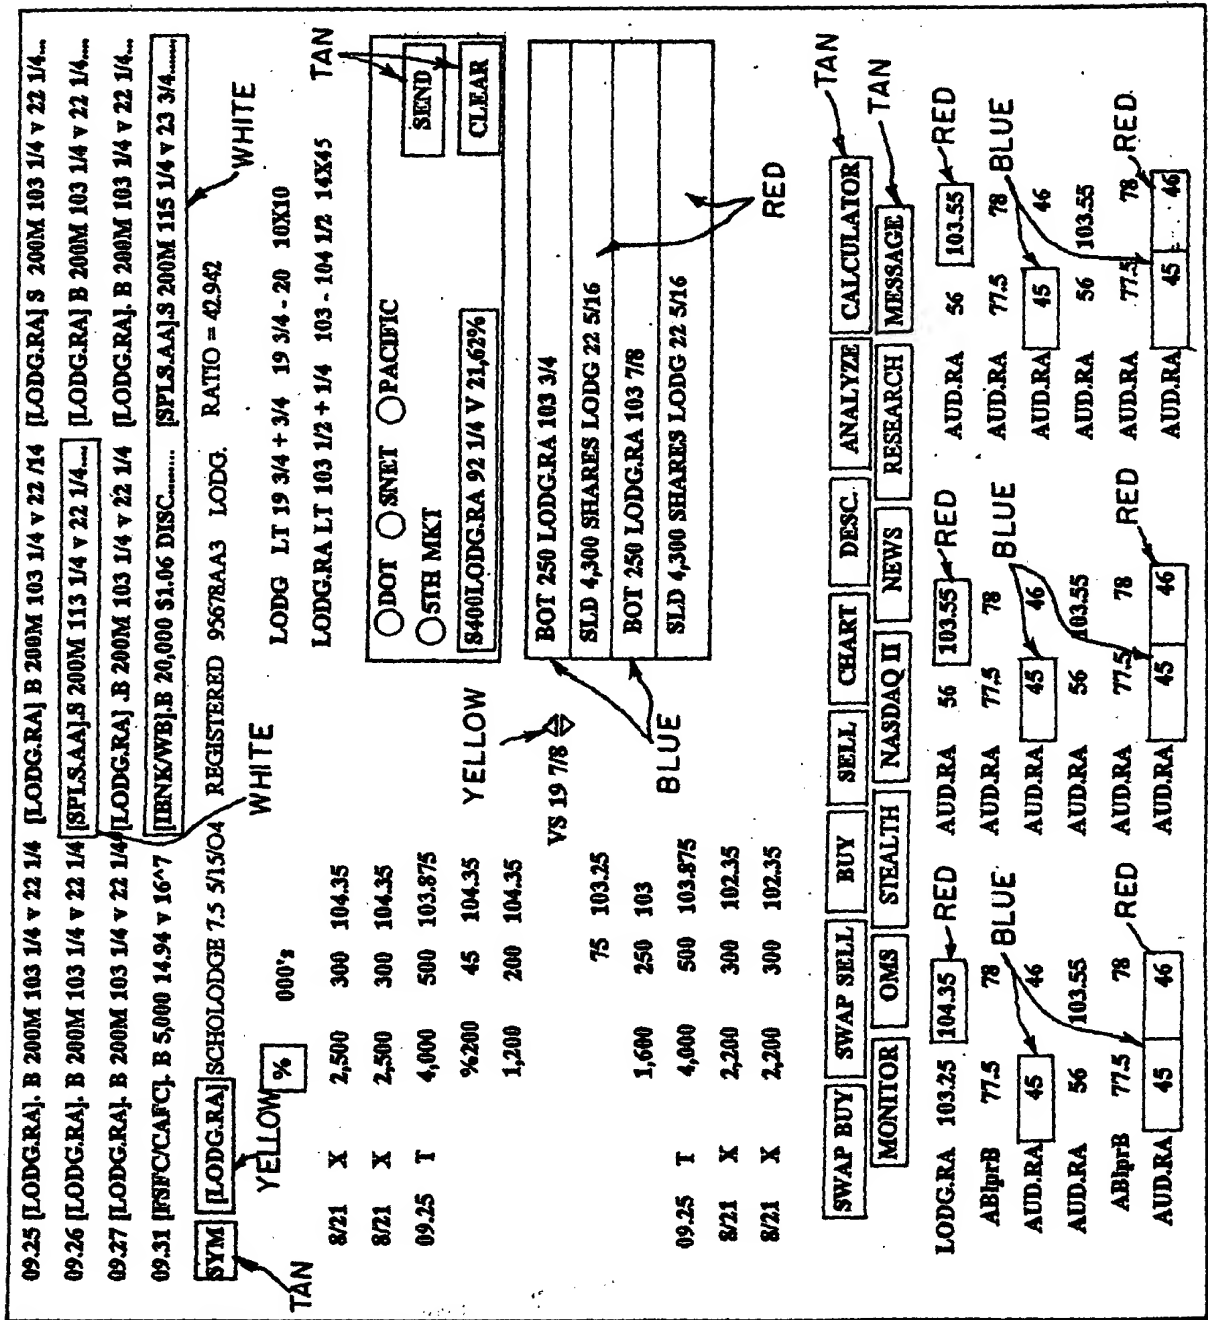 09.25 [LODG.RA]. B 200M 103 1/4 v 22 1/4 [LODG.RA] B 200M 103 1/4 v 22 /14 [LODG.RA] S 200M 103 1/4 v 22 1/4...
09.26 [LODG.RA]. B 200M 103 1/4 v 22 1/4 [SPLS.AA].S 200M 113 1/4 v 22 1/4.... [LODG.RA] B 200M 103 1/4 v 22 1/4....
09.27 [LODG.RA]. B 200M 103 1/4 v 22 1/4 [LODG.RA] .B 200M 103 1/4 v 22 1/4 [LODG.RA]. B 200M 103 1/4 v 22 1/4...
09.31 [FSFC/CAFC]. B 5,000 14.94 v 16^7 [IBNK/WB].B 20,000 $1.06 DISC.......... [SPLS.AA].S 200M 115 1/4 v 23 3/4........
SYM [LODG.RA] SCHOLODGE 7.5 5/15/O4 REGISTERED 95678AA3 LODG. RATIO = 42.942
TAN YELLOW WHITE WHITE
% 000's LODG LT 19 3/4 + 3/4 19 3/4 - 20 10X10
LODG.RA LT 103 1/2 + 1/4 103 - 104 1/2 14X45
TAN
8/21 X 2,500 300 104.35
8/21 X 2,500 300 104.35
09.25 T 4,000 500 103.875
%200 45 104.35
1,200 200 104.35
DOT SNET PACIFIC SEND
5TH MKT
S400LODG.RA 92 1/4 V 21,62% CLEAR
YELLOW
VS 19 7/8
BOT 250 LODG.RA 103 3/4
SLD 4,300 SHARES LODG 22 5/16
BOT 250 LODG.RA 103 7/8
SLD 4,300 SHARES LODG 22 5/16
BLUE RED
75 103.25
1,600 250 103
09.25 T 4,000 500 103.875
8/21 X 2,200 300 102.35
8/21 X 2,200 300 102.35
SWAP BUY SWAP SELL BUY SELL CHART DESC. ANALYZE CALCULATOR TAN
MONITOR OMS STEALTH NASDAQ II NEWS RESEARCH MESSAGE TAN
LODG.RA 103.25 104.35 RED AUD.RA 56 103.55 RED AUD.RA 56 103.55 RED
ABlprB 77.5 78 AUD.RA 77.5 78 AUD.RA 77.5 78
AUD.RA 45 46 BLUE AUD.RA 45 46 BLUE AUD.RA 45 46 BLUE
AUD.RA 56 103.55 AUD.RA 56 103.55 AUD.RA 56 103.55
ABlprB 77.5 78 RED AUD.RA 77.5 78 RED AUD.RA 77.5 78 RED
AUD.RA 45 46 AUD.RA 45 46 AUD.RA 45 46